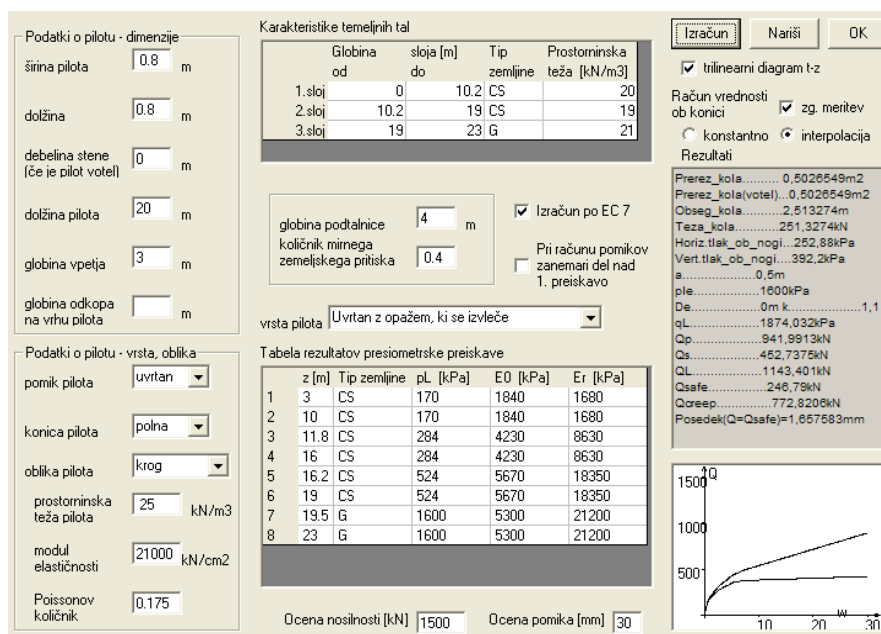 Podatki o pilotu - dimenzije
širina pilota 0.8 m
dolžina 0.8 m
debelina stene
(če je pilot votel) 0 m
dolžina pilota 20 m
globina vpetja 3 m
globina odkopa
na vrhu pilota m
Podatki o pilotu - vrsta, oblika
pomik pilota uvrtan
konica pilota polna
oblika pilota krog
prostorninska
teža pilota 25 kN/m3
modul
elastičnosti 21000 kN/cm2
Poissonov
količnik 0.175
Karakteristike temeljnih tal
Globina sloja [m] Tip Prostorninska
od do zemljine teža [kN/m3]
1.sloj 0 10.2 CS 20
2.sloj 10.2 19 CS 19
3.sloj 19 23 G 21
globina podtalnice 4 m
količnik mirnega
zemeljskega pritiska 0.4
Izračun po EC 7
Pri računu pomikov
zanemari del nad
1. preiskavo
vrsta pilota Uvrtan z opažem, ki se izvleče
Tabela rezultatov presiometrske preiskave
z [m] Tip zemljine pL [kPa] E0 [kPa] Er [kPa]
1 3 CS 170 1840 1680
2 10 CS 170 1840 1680
3 11.8 CS 284 4230 8630
4 16 CS 284 4230 8630
5 16.2 CS 524 5670 18350
6 19 CS 524 5670 18350
7 19.5 G 1600 5300 21200
8 23 G 1600 5300 21200
Ocena nosilnosti [kN] 1500 Ocena pomika [mm] 30
Izračun Nariši OK
trilinearni diagram t-z
Račun vrednosti
ob konici zg. meritev
konstantno interpolacija
Rezultati
Prerez_kola.......... 0,5026549m2
Prerez_kola(votel)...0,5026549m2
Obseg_kola..........2,513274m
Teza_kola...........251,3274kN
Horiz.tlak_ob_nogi...252,88kPa
Vert.tlak_ob_nogi....392,2kPa
a....................0,5m
ple..................1600kPa
De...................0m k...............1,1
qL...................1874,032kPa
Qp...................941,9913kN
Qs...................452,7375kN
QL...................1143,401kN
Qsafe................246,79kN
Qcreep..............772,8206kN
Posedek(Q=Qsafe)=1,657583mm
1500 Q
1000
500
w
10 20 30